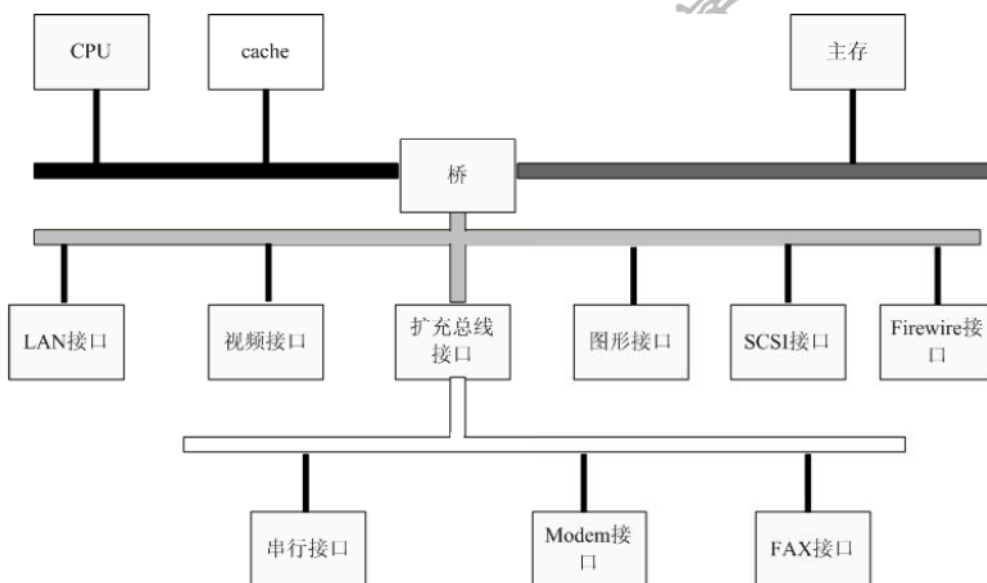 CPU
cache
主存
桥
LAN接口
视频接口
扩充总线
接口
图形接口
SCSI接口
Firewire接
口
串行接口
Modem接
口
FAX接口